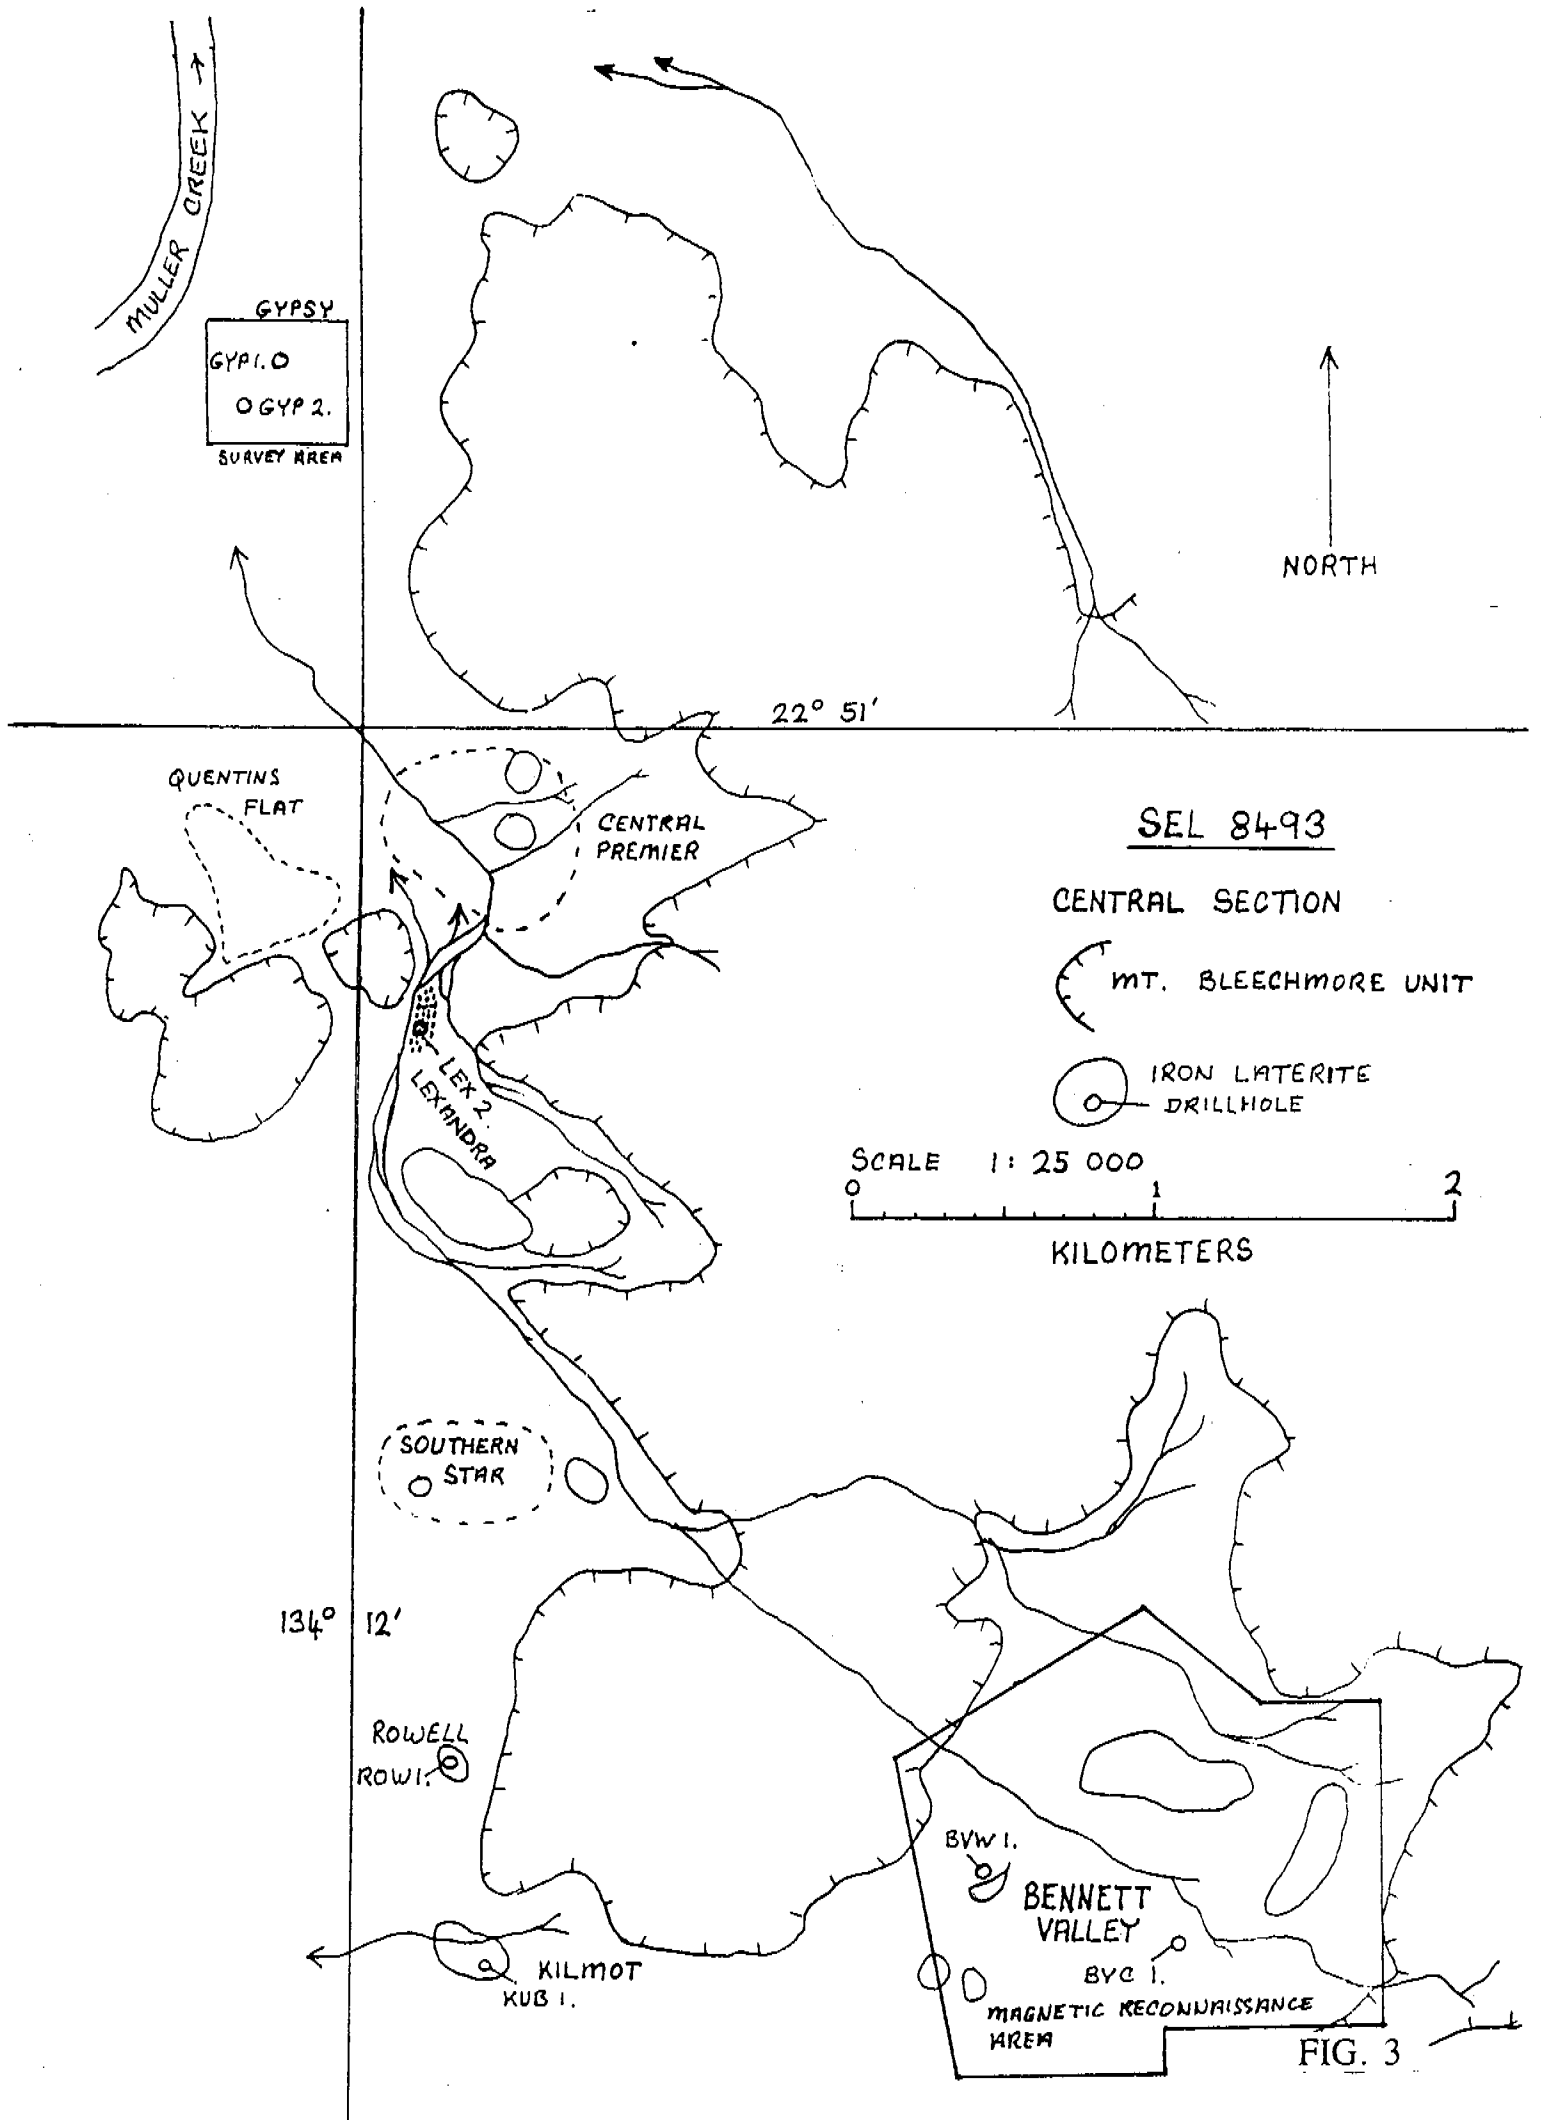 MULLER CREEK →
GYPSY
GYP1.
GYP 2.
SURVEY AREA
NORTH
22° 51'
QUENTINS
FLAT
CENTRAL
PREMIER
SEL 8493
CENTRAL SECTION
MT. BLEECHMORE UNIT
IRON LATERITE
DRILLHOLE
SCALE 1: 25 000
0 1 2
KILOMETERS
LEX 2.
LEXANDRA
SOUTHERN
STAR
134° 12'
ROWELL
ROW1.
BVW 1.
BENNETT
VALLEY
BVC 1.
KILMOT
KUB 1.
MAGNETIC RECONNAISSANCE
AREA
FIG. 3